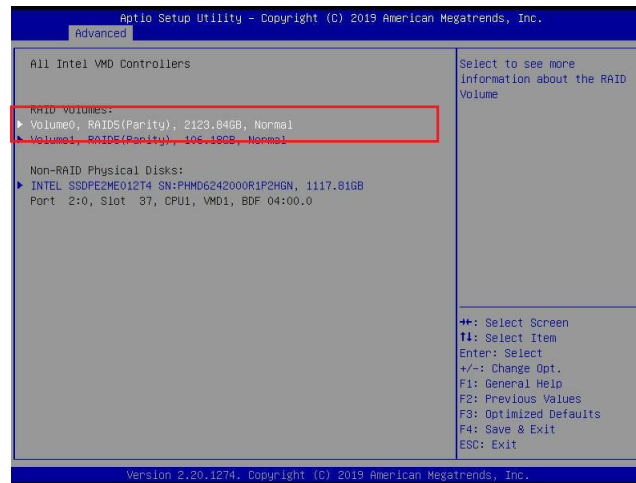 Aptio Setup Utility – Copyright (C) 2019 American Megatrends, Inc.
Advanced
All Intel VMD Controllers
RAID Volumes:
Volume0, RAID5(Parity), 2123.84GB, Normal
Volume1, RAID5(Parity), 106.18GB, Normal
Non-RAID Physical Disks:
INTEL SSDPE2ME012T4 SN:PHMD6242000R1P2HGN, 1117.81GB
Port 2:0, Slot 37, CPU1, VMD1, BDF 04:00.0
Select to see more
information about the RAID
Volume
→←: Select Screen
↑↓: Select Item
Enter: Select
+/-: Change Opt.
F1: General Help
F2: Previous Values
F3: Optimized Defaults
F4: Save & Exit
ESC: Exit
Version 2.20.1274. Copyright (C) 2019 American Megatrends, Inc.